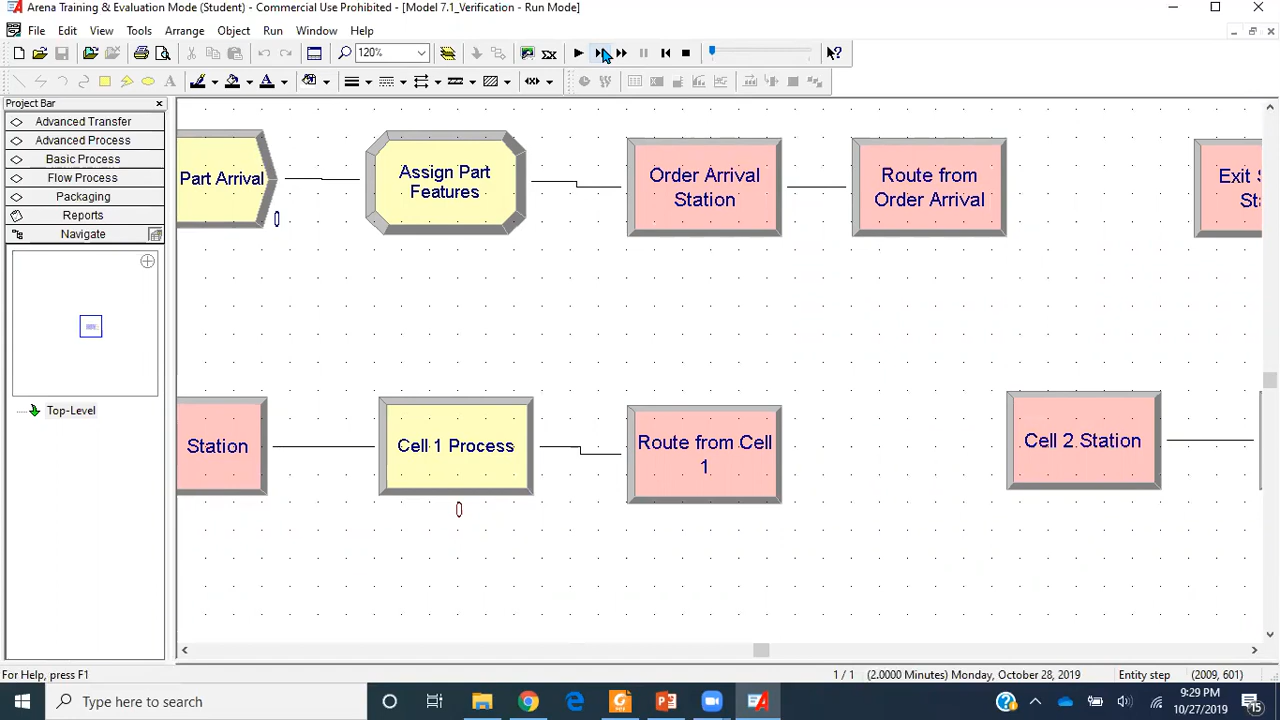 Arena Training & Evaluation Mode (Student) - Commercial Use Prohibited - [Model 7.1_Verification - Run Mode]
File Edit View Tools Arrange Object Run Window Help
120%
Project Bar
Advanced Transfer
Advanced Process
Basic Process
Flow Process
Packaging
Reports
Navigate
Top-Level
Part Arrival
0
Assign Part
Features
Order Arrival
Station
Route from
Order Arrival
Exit S
St
Station
Cell 1 Process
0
Route from Cell
1
Cell 2 Station
For Help, press F1
1 / 1
(2.0000 Minutes) Monday, October 28, 2019
Entity step
(2009, 601)
Type here to search
9:29 PM
10/27/2019
15